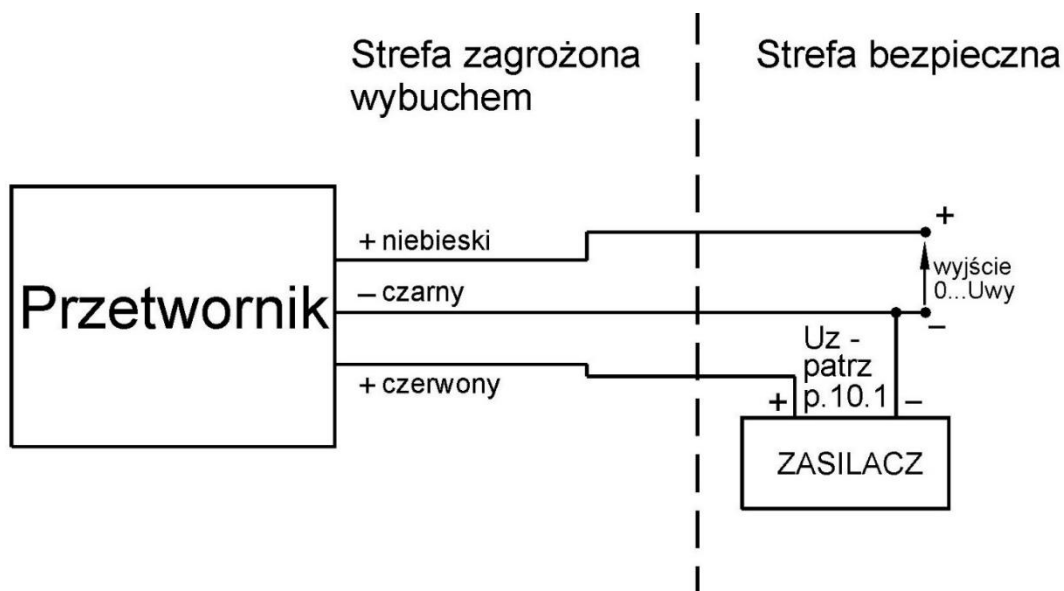 Strefa zagrożona
wybuchem
Strefa bezpieczna
Przetwornik
+ niebieski
– czarny
+ czerwony
+
wyjście
0...Uwy
–
Uz -
patrz
p.10.1
+ –
ZASILACZ